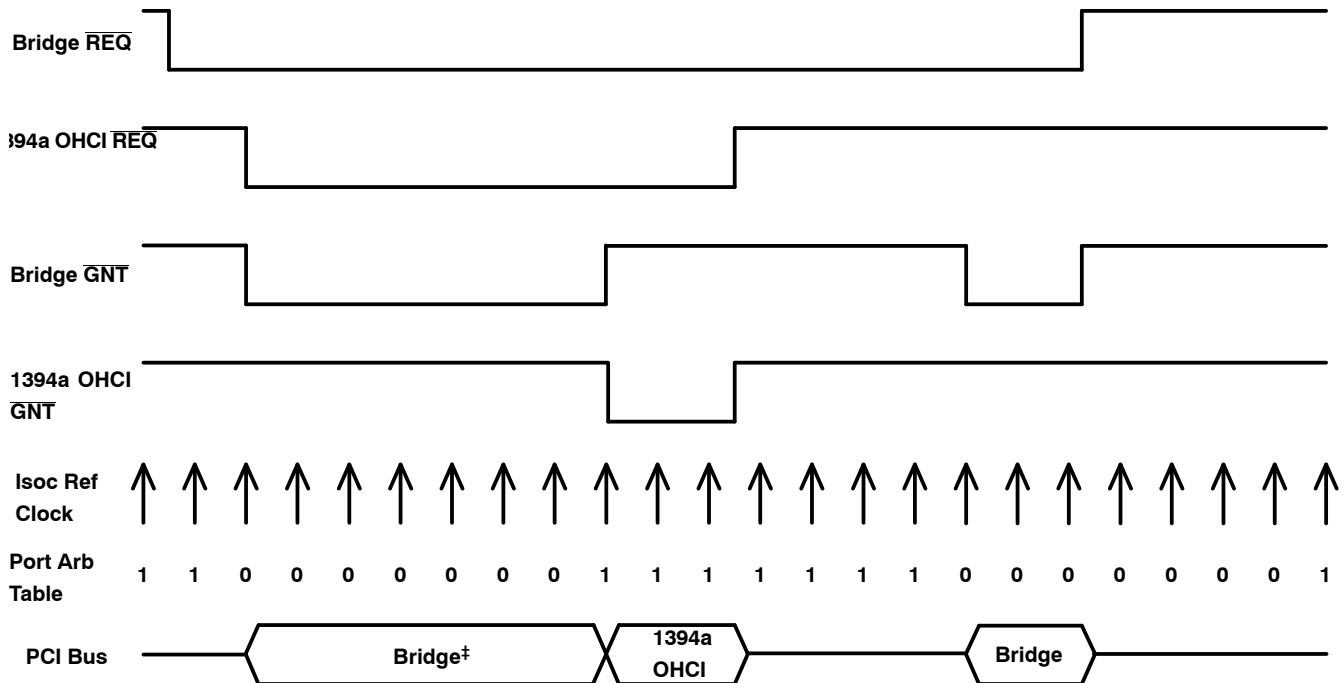 Bridge REQ
394a OHCI REQ
Bridge GNT
1394a OHCI
GNT
Isoc Ref
Clock
Port Arb
Table
1 1 0 0 0 0 0 0 0 1 1 1 1 1 1 1 0 0 0 0 0 0 0 1
PCI Bus
Bridge‡
1394a
OHCI
Bridge